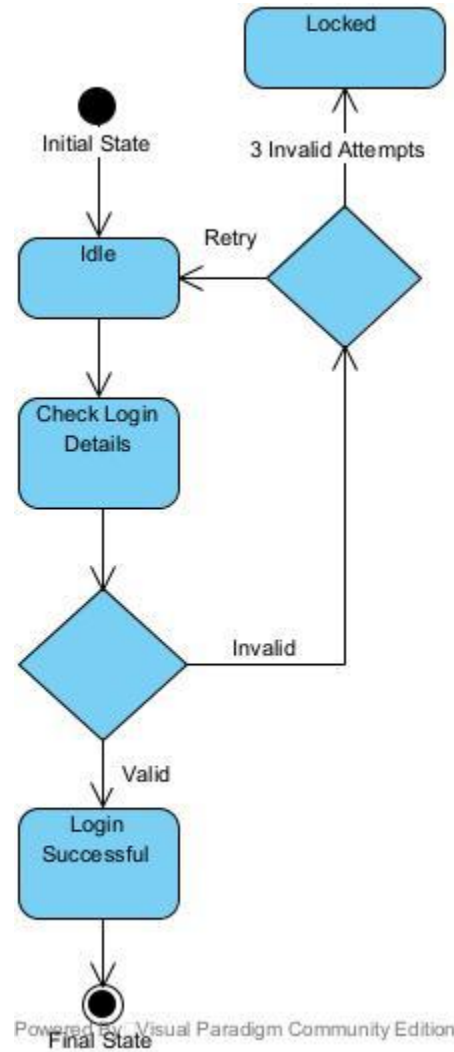 Locked
Initial State
3 Invalid Attempts
Retry
Idle
Check Login
Details
Invalid
Valid
Login
Successful
Powered By Visual Paradigm Community Edition
Final State